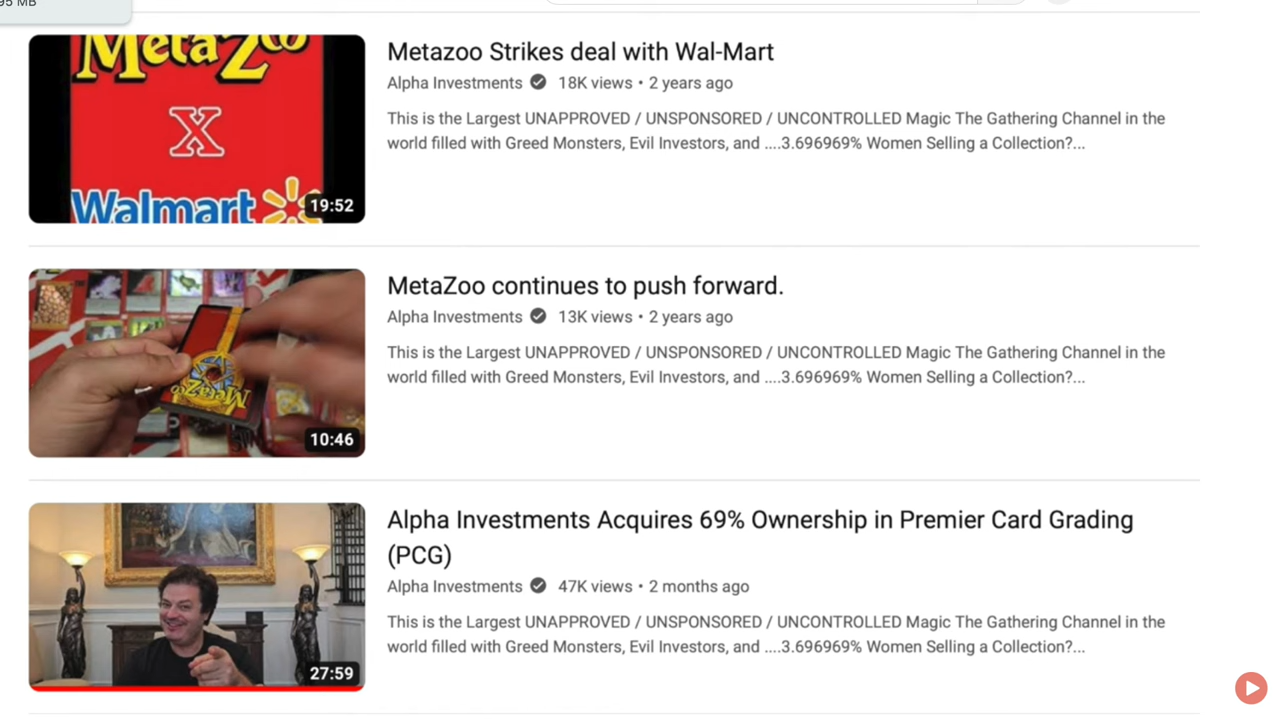 95 MB
MetaZoo
X
Walmart
19:52
Metazoo Strikes deal with Wal-Mart
Alpha Investments 18K views • 2 years ago
This is the Largest UNAPPROVED / UNSPONSORED / UNCONTROLLED Magic The Gathering Channel in the
world filled with Greed Monsters, Evil Investors, and ....3.696969% Women Selling a Collection?...
MetaZoo
10:46
MetaZoo continues to push forward.
Alpha Investments 13K views • 2 years ago
This is the Largest UNAPPROVED / UNSPONSORED / UNCONTROLLED Magic The Gathering Channel in the
world filled with Greed Monsters, Evil Investors, and ....3.696969% Women Selling a Collection?...
27:59
Alpha Investments Acquires 69% Ownership in Premier Card Grading
(PCG)
Alpha Investments 47K views • 2 months ago
This is the Largest UNAPPROVED / UNSPONSORED / UNCONTROLLED Magic The Gathering Channel in the
world filled with Greed Monsters, Evil Investors, and ....3.696969% Women Selling a Collection?...